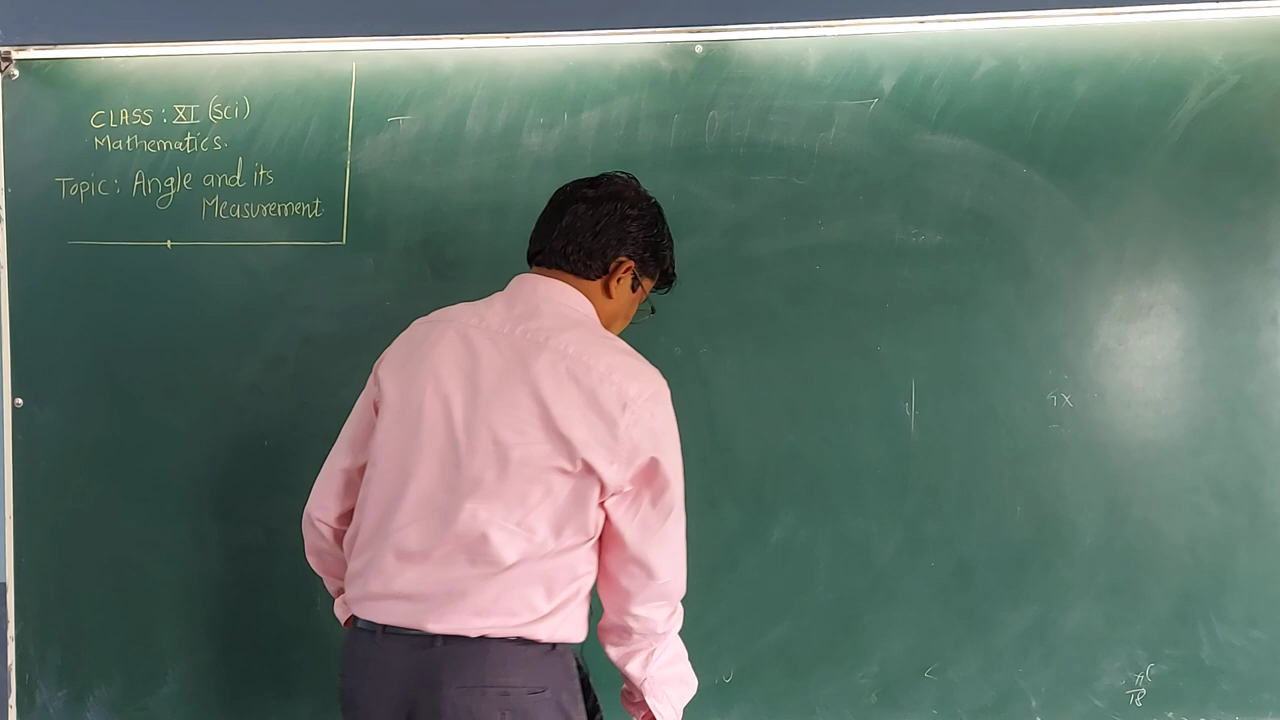 CLASS : XI (Sci)
Mathematics.
Topic : Angle and its
Measurement.